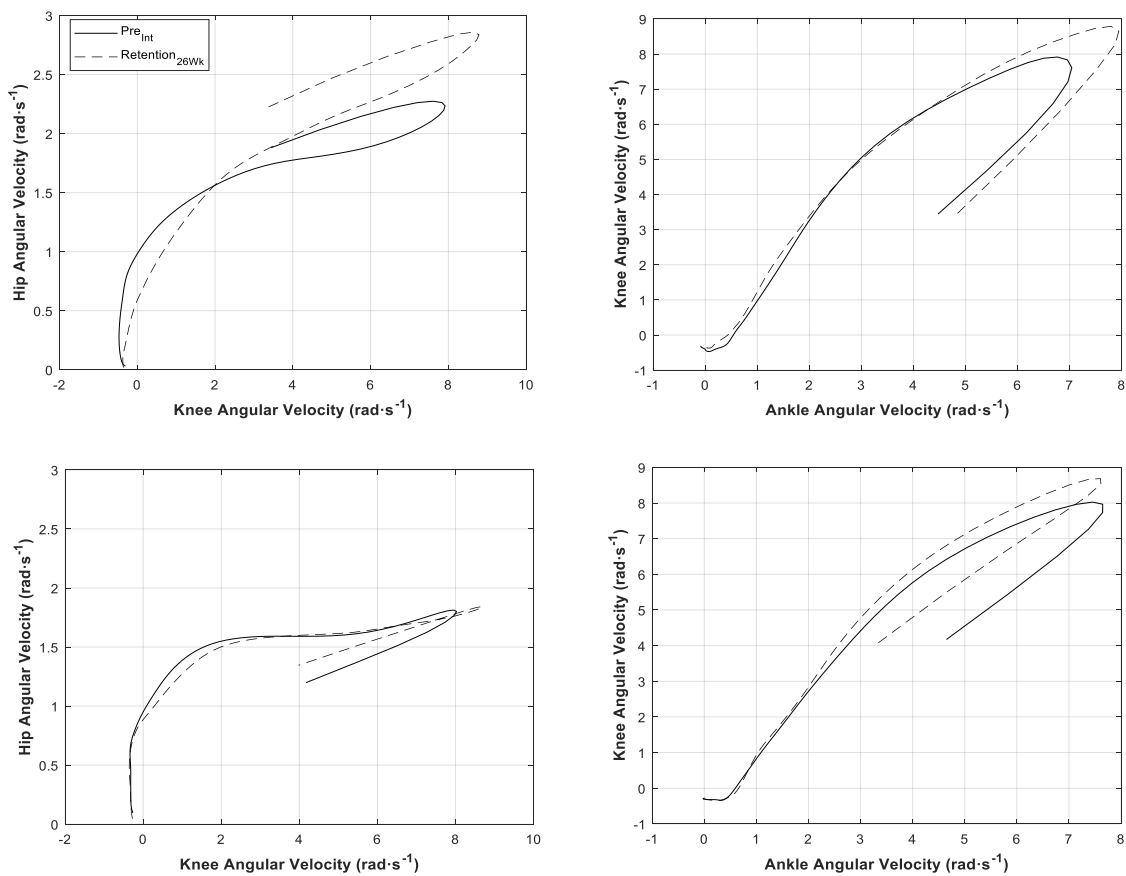 Pre_Int
Retention_26Wk
3
2.5
2
1.5
1
0.5
0
-2 0 2 4 6 8 10
Hip Angular Velocity (rad·s^-1)
Knee Angular Velocity (rad·s^-1)
9
8
7
6
5
4
3
2
1
0
-1
-1 0 1 2 3 4 5 6 7 8
Knee Angular Velocity (rad·s^-1)
Ankle Angular Velocity (rad·s^-1)
3
2.5
2
1.5
1
0.5
0
-2 0 2 4 6 8 10
Hip Angular Velocity (rad·s^-1)
Knee Angular Velocity (rad·s^-1)
9
8
7
6
5
4
3
2
1
0
-1
-1 0 1 2 3 4 5 6 7 8
Knee Angular Velocity (rad·s^-1)
Ankle Angular Velocity (rad·s^-1)